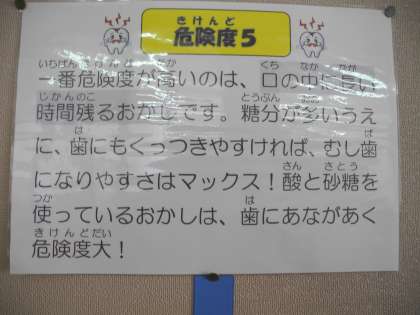 危険度5
一番危険度が高いのは、口の中に長い
時間残るおかしです。糖分が多いうえ
に、歯にもくっつきやすければ、むし歯
になりやすさはマックス！酸と砂糖を
使っているおかしは、歯にあながあく
危険度大！